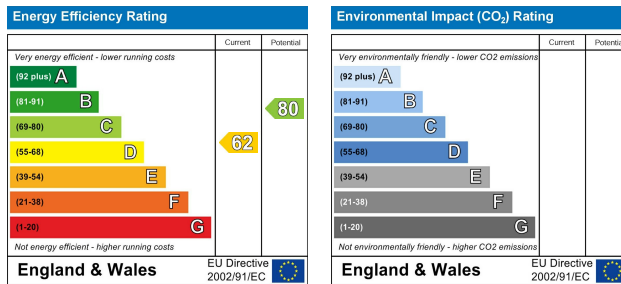 Energy Efficiency Rating
Current Potential
Very energy efficient - lower running costs
(92 plus) A
(81-91) B
(69-80) C
(55-68) D
(39-54) E
(21-38) F
(1-20) G
62
80
Not energy efficient - higher running costs
England & Wales
EU Directive
2002/91/EC
Environmental Impact (CO₂) Rating
Current Potential
Very environmentally friendly - lower CO2 emissions
(92 plus) A
(81-91) B
(69-80) C
(55-68) D
(39-54) E
(21-38) F
(1-20) G
Not environmentally friendly - higher CO2 emissions
England & Wales
EU Directive
2002/91/EC